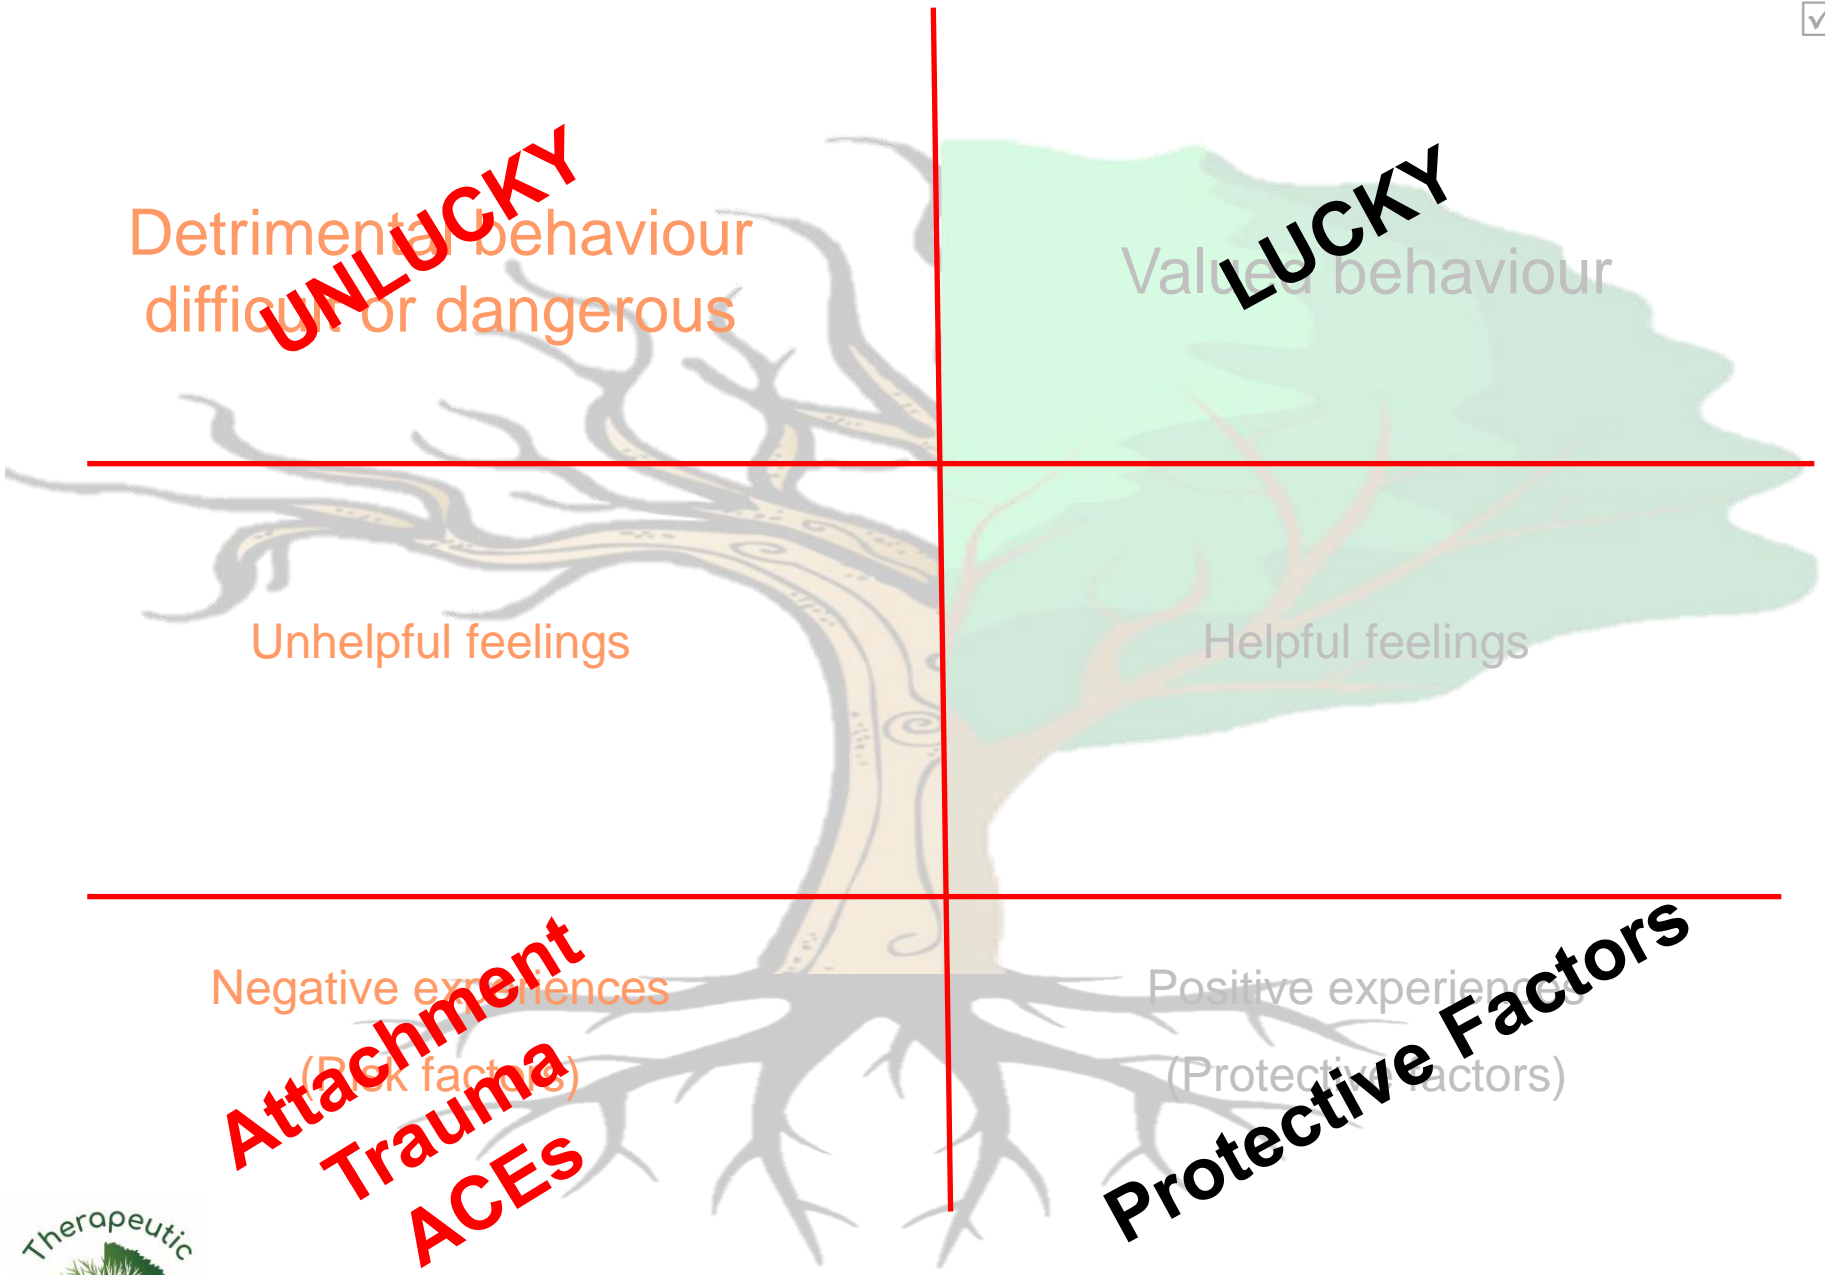 UNLUCKY
Detrimental behaviour
difficult or dangerous
LUCKY
Valued behaviour
Unhelpful feelings
Helpful feelings
Negative experiences
(Risk factors)
Attachment
Trauma
ACEs
Positive experiences
(Protective factors)
Protective Factors
Therapeutic